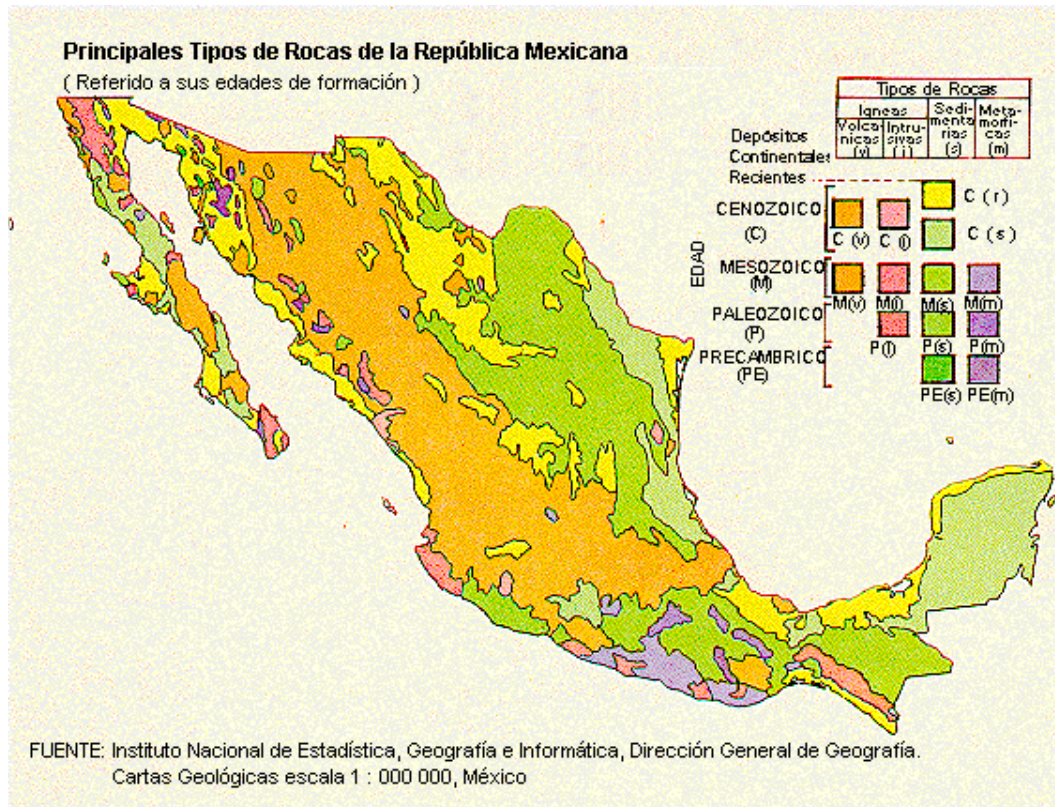 Principales Tipos de Rocas de la República Mexicana
( Referido a sus edades de formación )
Tipos de Rocas
Igneas
Volca-
nicas
(v)
Intru-
sivas
( i )
Sedi-
menta
rias
(s)
Meta-
morfi-
cas
(m)
Depósitos
Continentales
Recientes
C ( r )
CENOZOICO
(C)
C (v)
C (i)
C ( s )
EDAD
MESOZOICO
(M)
M(v)
M(i)
M(s)
M(m)
PALEOZOICO
(P)
P(i)
P(s)
P(m)
PRECAMBRICO
(PE)
PE(s)
PE(m)
FUENTE: Instituto Nacional de Estadística, Geografía e Informática, Dirección General de Geografía.
Cartas Geológicas escala 1 : 000 000, México